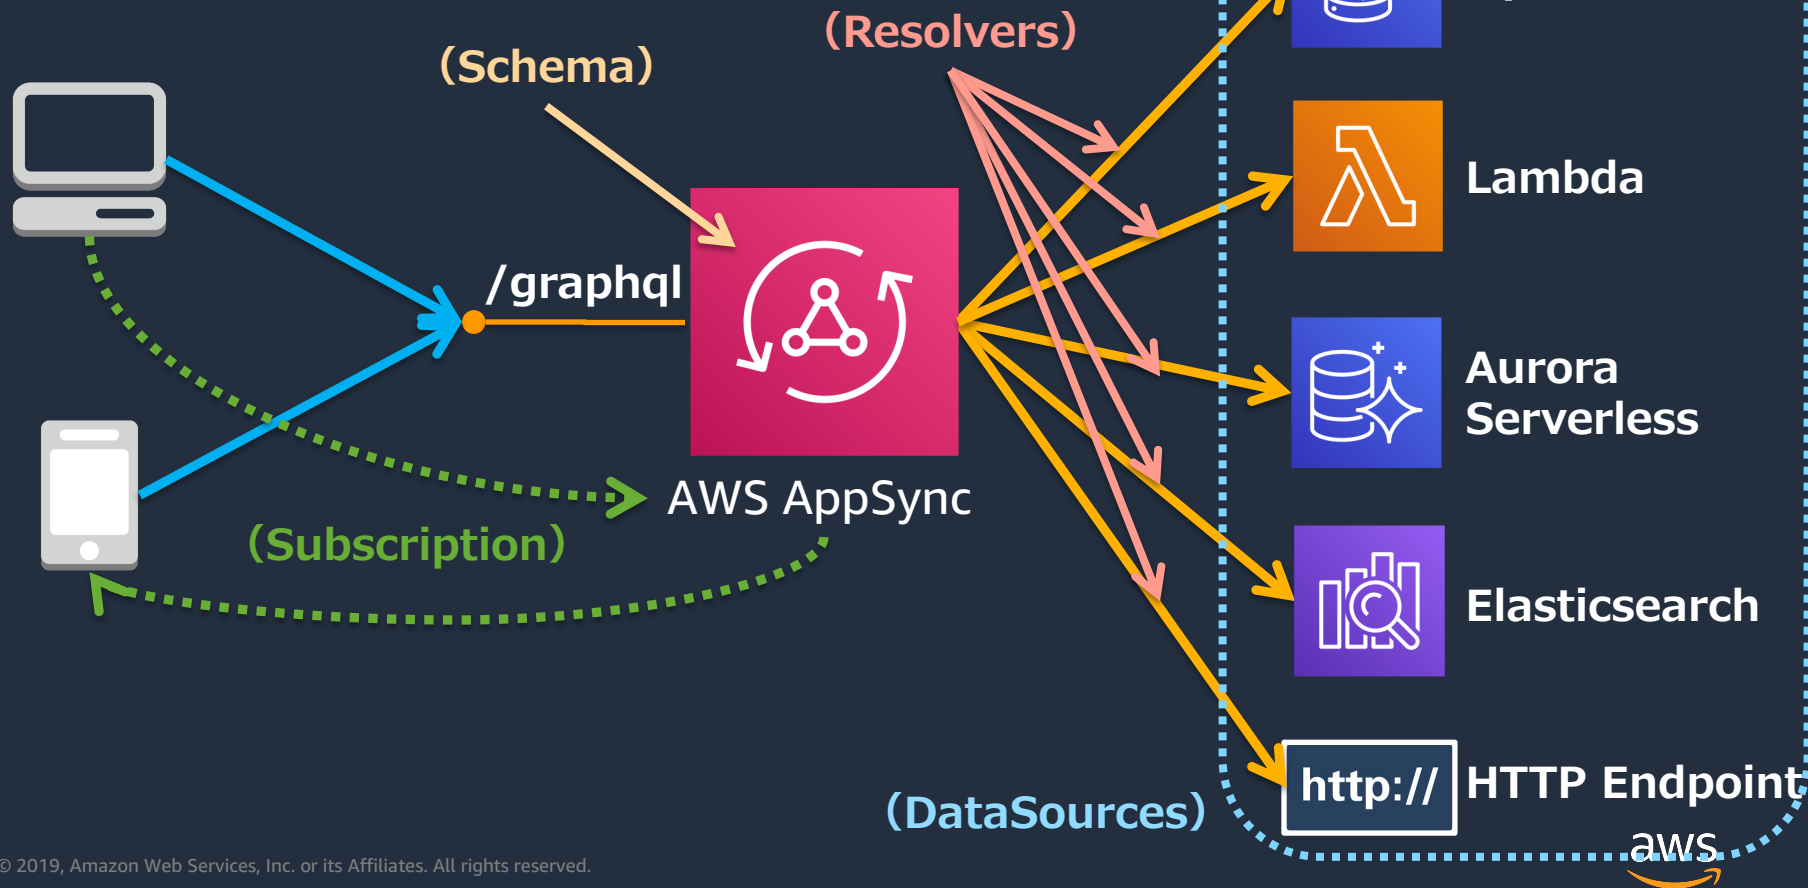 (Resolvers)
(Schema)
Lambda
/graphql
Aurora
Serverless
AWS AppSync
(Subscription)
Elasticsearch
http://
HTTP Endpoint
(DataSources)
aws
© 2019, Amazon Web Services, Inc. or its Affiliates. All rights reserved.